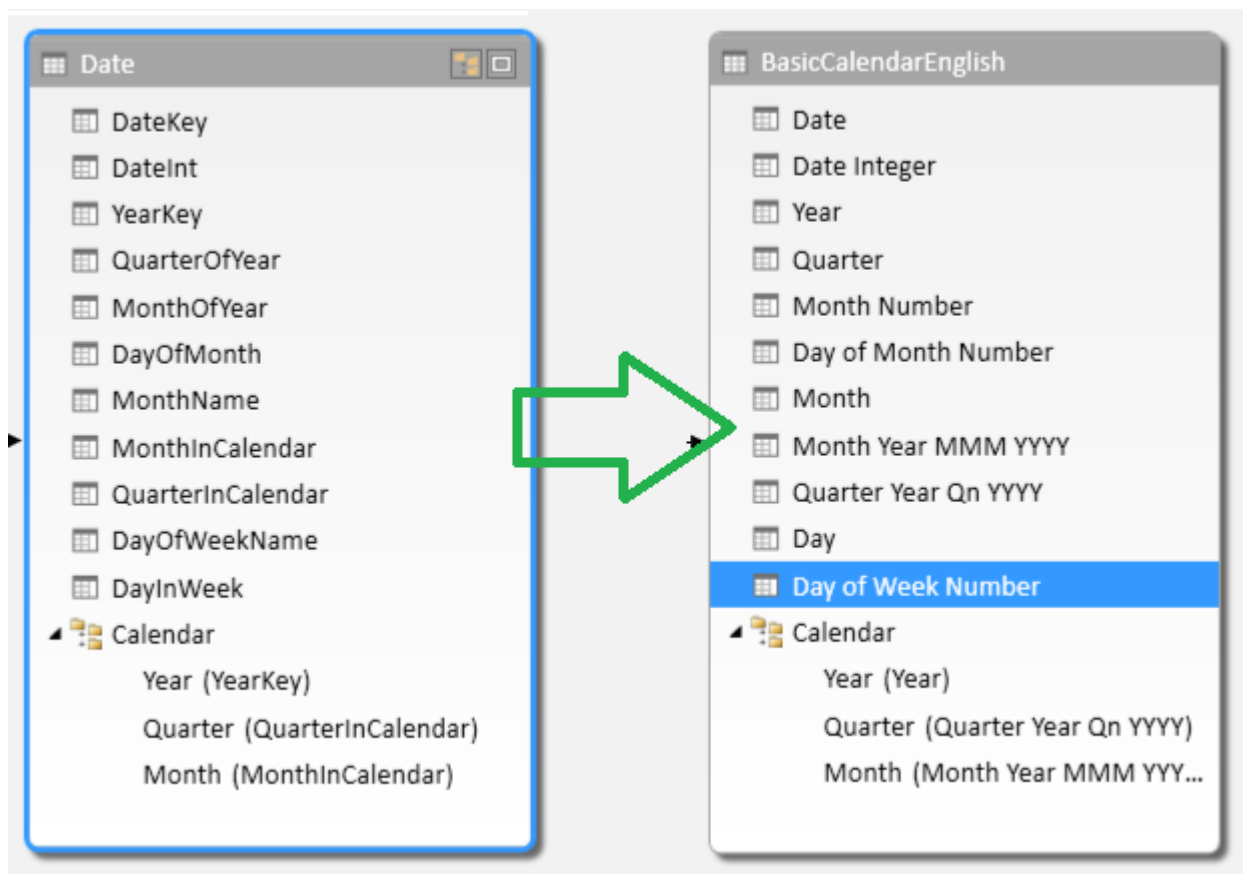 Date
DateKey
DateInt
YearKey
QuarterOfYear
MonthOfYear
DayOfMonth
MonthName
MonthInCalendar
QuarterInCalendar
DayOfWeekName
DayInWeek
Calendar
Year (YearKey)
Quarter (QuarterInCalendar)
Month (MonthInCalendar)
BasicCalendarEnglish
Date
Date Integer
Year
Quarter
Month Number
Day of Month Number
Month
Month Year MMM YYYY
Quarter Year Qn YYYY
Day
Day of Week Number
Calendar
Year (Year)
Quarter (Quarter Year Qn YYYY)
Month (Month Year MMM YYY...